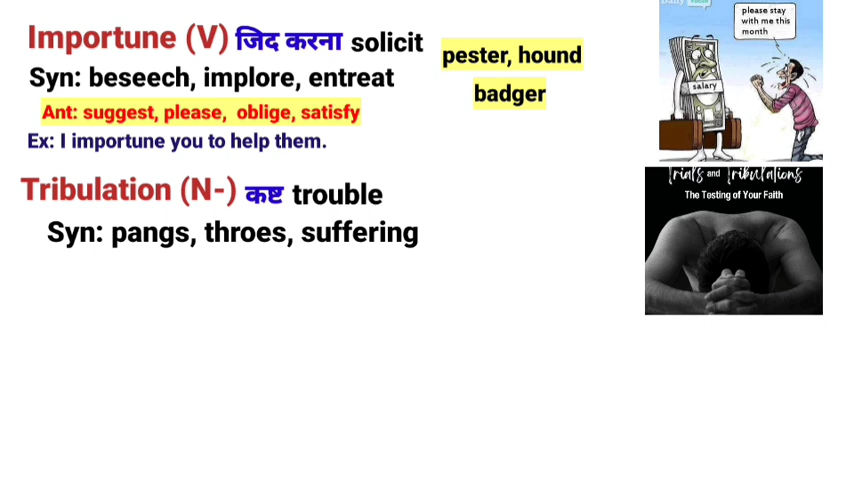 Importune (V) जिद करना solicit
pester, hound
badger
Syn: beseech, implore, entreat
Ant: suggest, please, oblige, satisfy
Ex: I importune you to help them.
Tribulation (N-) कष्ट trouble
Syn: pangs, throes, suffering
please stay
with me this
month
salary
Trials and Tribulations
The Testing of Your Faith